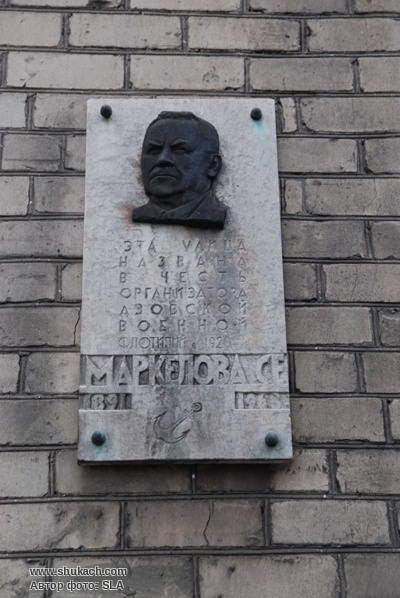 ЭТА УЛИЦА
НАЗВАНА
В ЧЕСТЬ
ОРГАНИЗАТОРА
АЗОВСКОЙ
ВОЕННОЙ
ФЛОТИЛИИ 1920
МАРКЕЛОВА С Е
1891
www.shukach.com
Автор фото: SLA